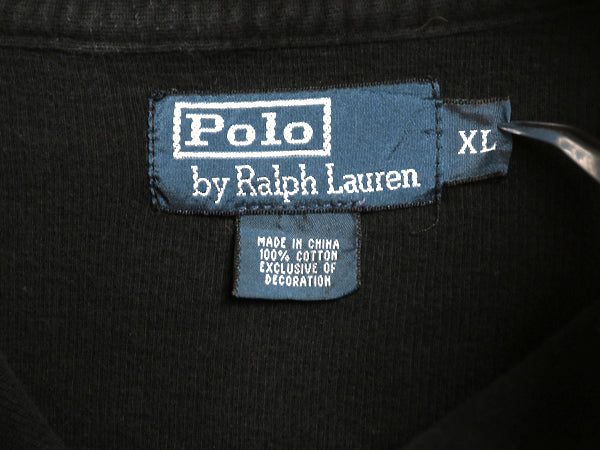 Polo
by Ralph Lauren
XL
MADE IN CHINA
100% COTTON
EXCLUSIVE OF
DECORATION